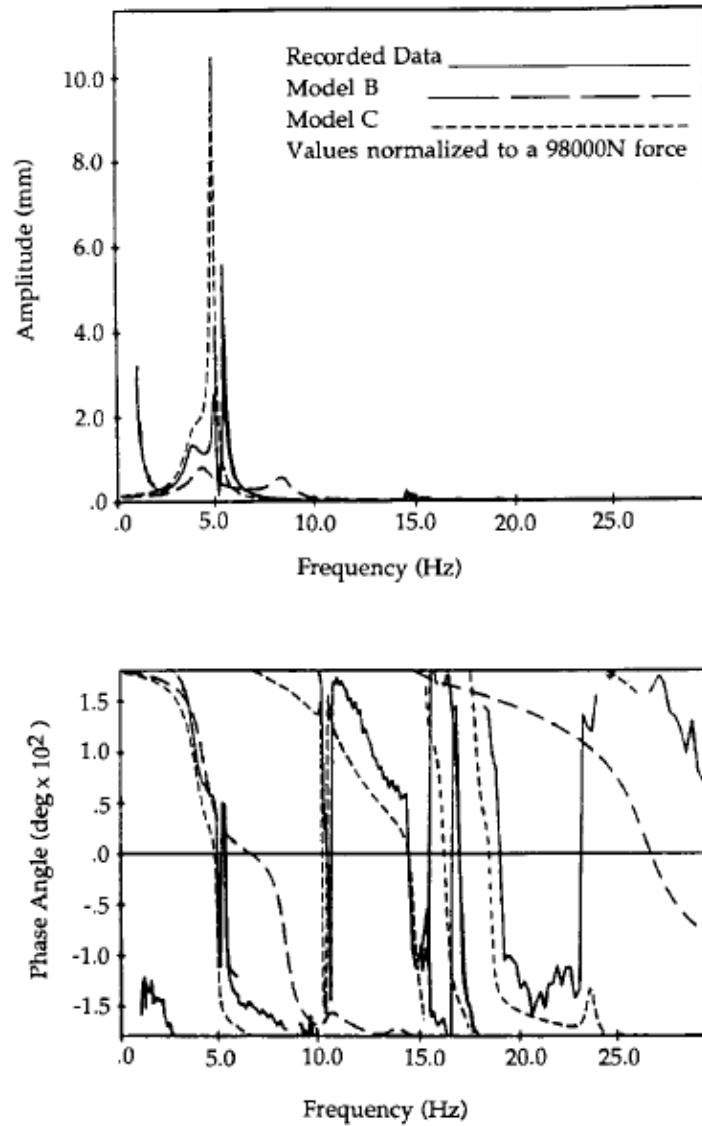 Recorded Data
Model B
Model C
Values normalized to a 98000N force
Amplitude (mm)
10.0
8.0
6.0
4.0
2.0
.0
.0 5.0 10.0 15.0 20.0 25.0
Frequency (Hz)
Phase Angle (deg x 10²)
1.5
1.0
.5
.0
-.5
-1.0
-1.5
.0 5.0 10.0 15.0 20.0 25.0
Frequency (Hz)